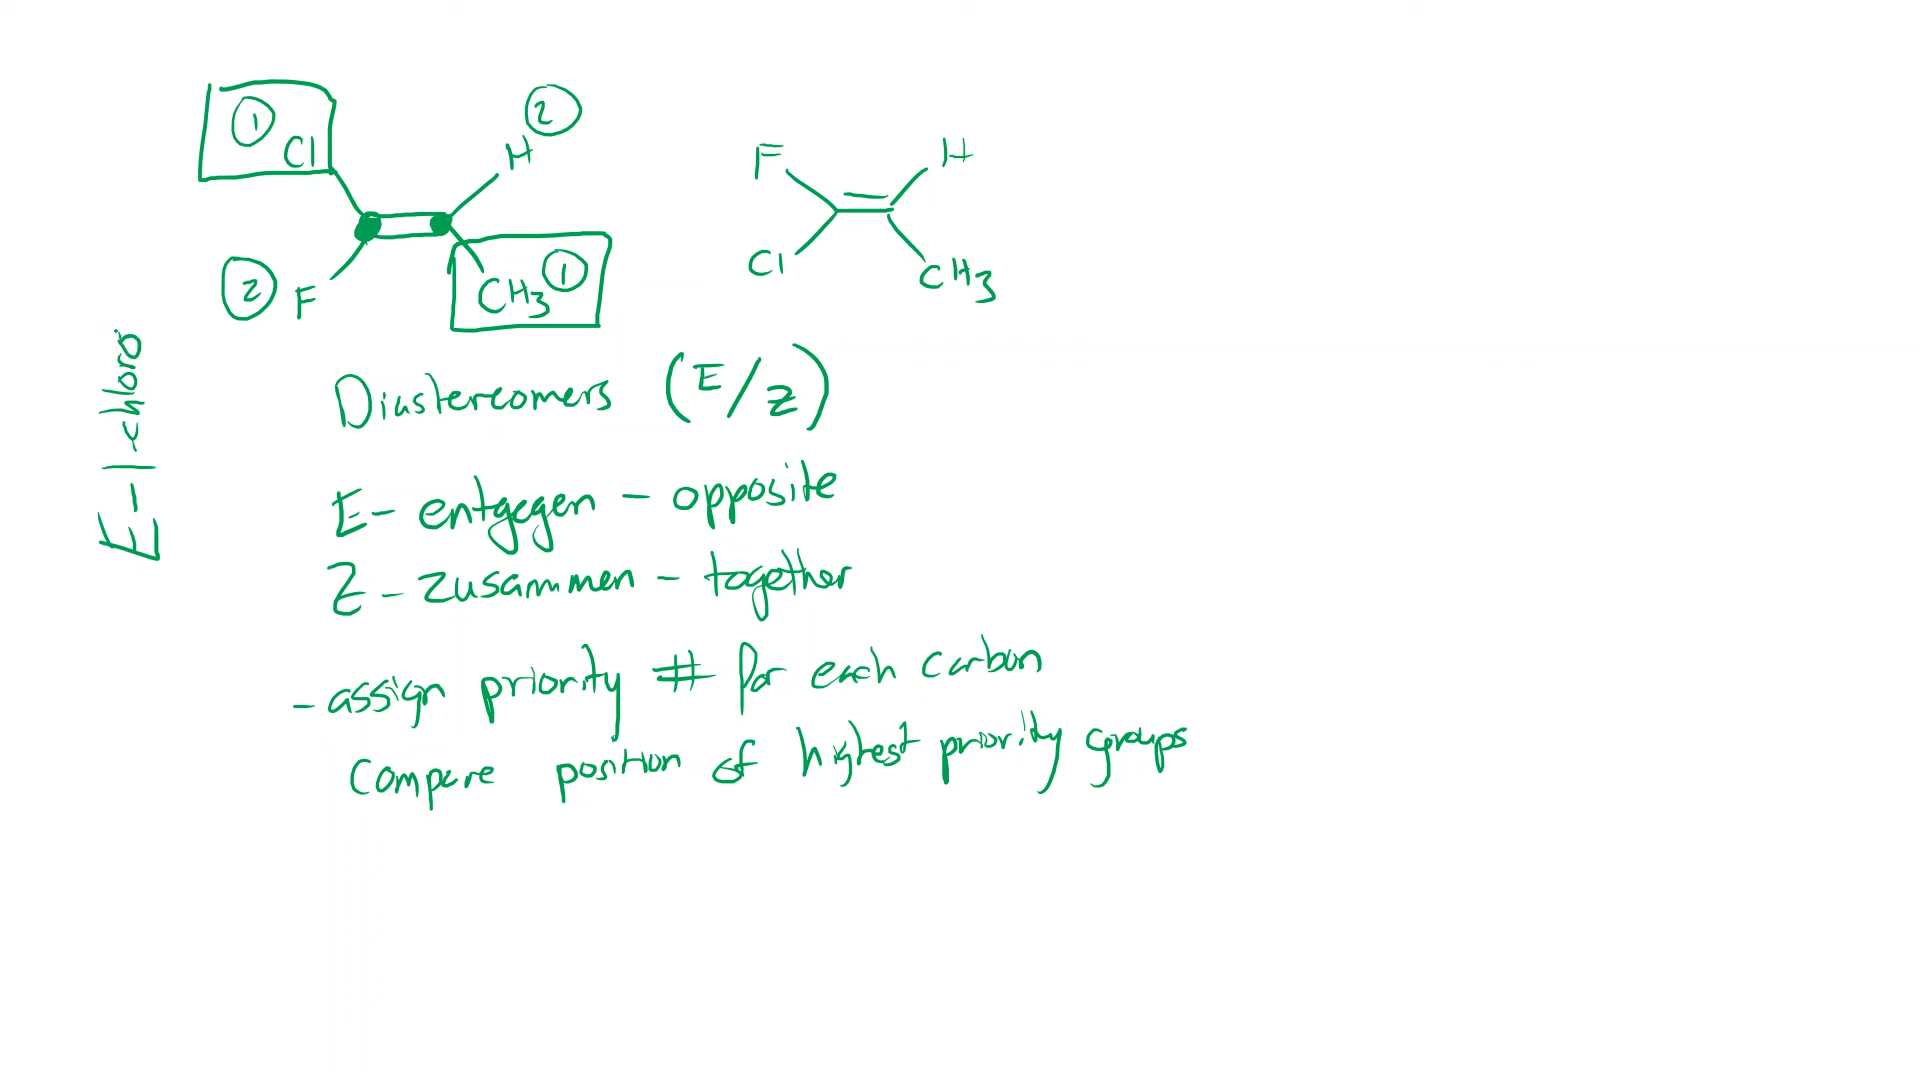 ① Cl
② H
② F
CH3 ①
F H
Cl CH3
E-1-chloro
Diastereomers (E/Z)
E- entgegen - opposite
Z- zusammen - together
- assign priority # for each carbon
Compare position of highest priority groups